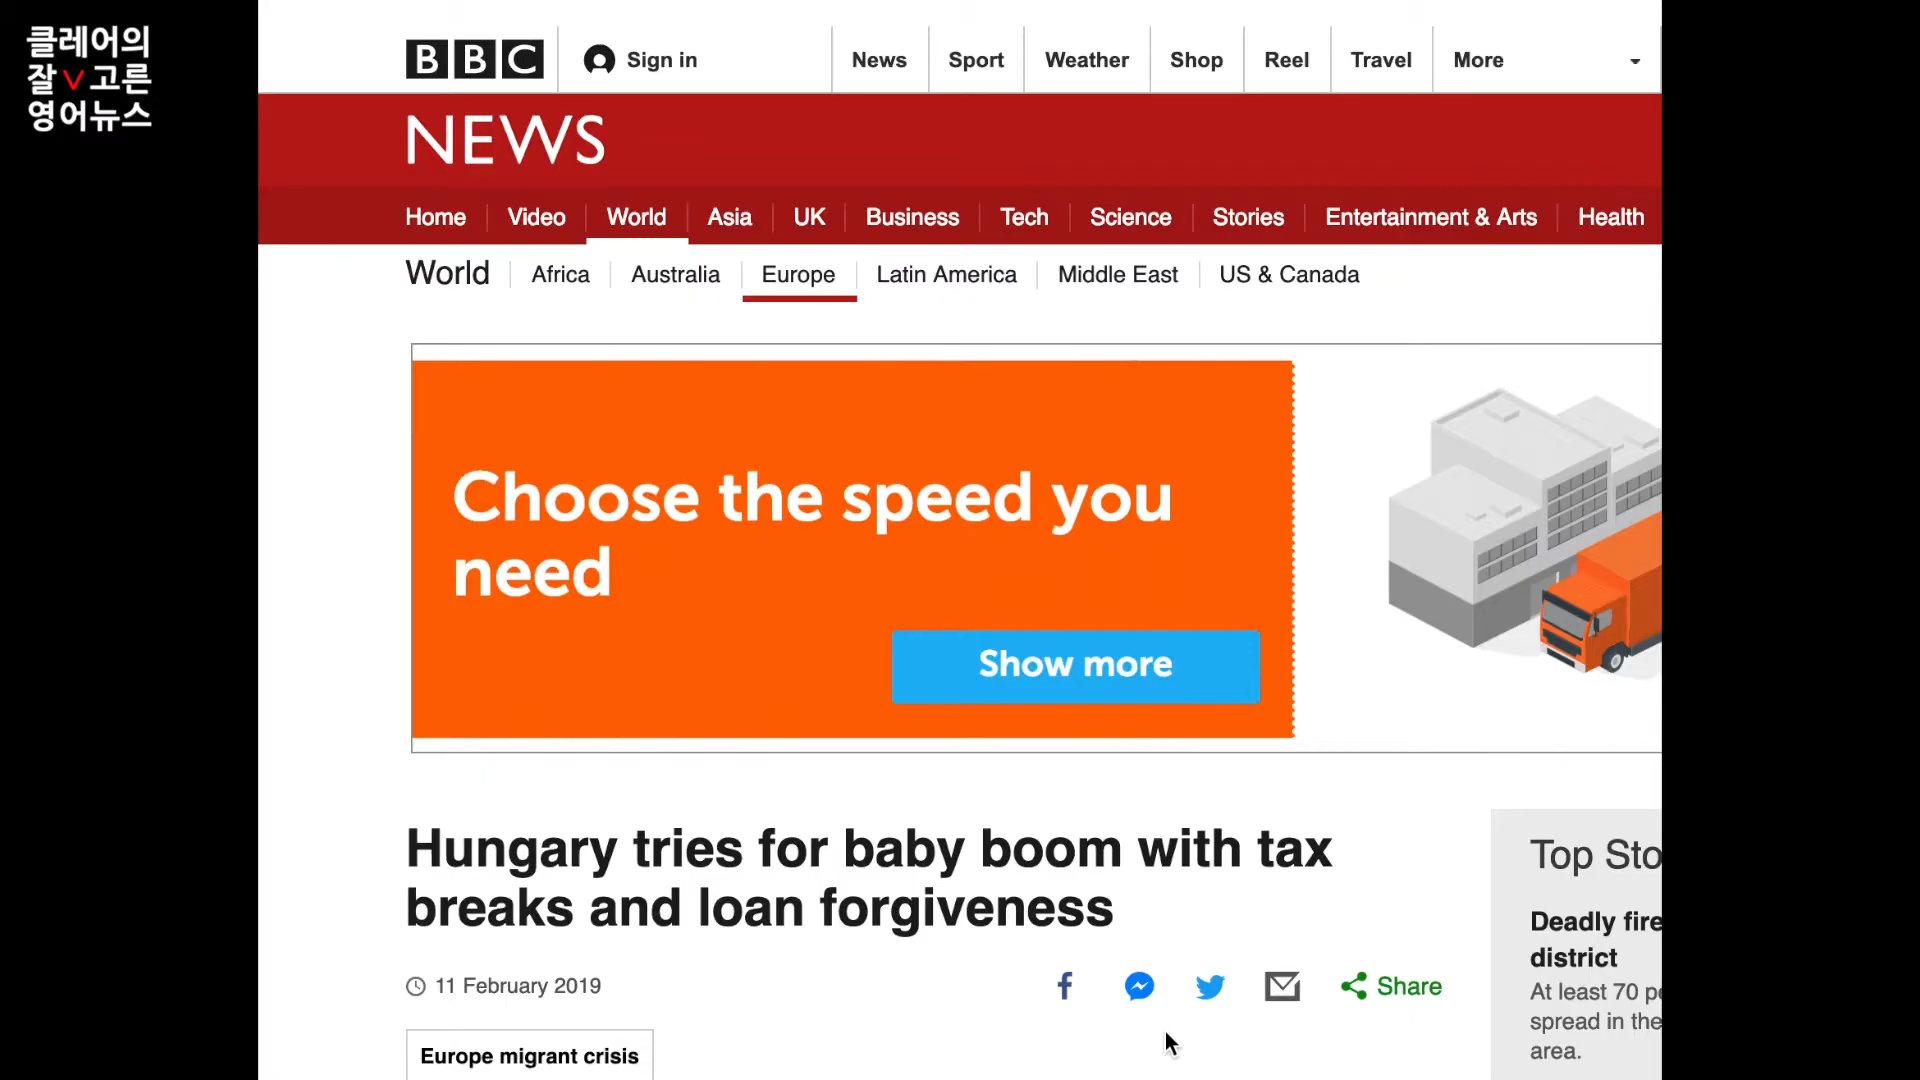 클레어의
잘 V 고른
영어뉴스
BBC
Sign in
News
Sport
Weather
Shop
Reel
Travel
More
NEWS
Home
Video
World
Asia
UK
Business
Tech
Science
Stories
Entertainment & Arts
Health
World
Africa
Australia
Europe
Latin America
Middle East
US & Canada
Choose the speed you
need
Show more
Hungary tries for baby boom with tax
breaks and loan forgiveness
11 February 2019
Share
Europe migrant crisis
Top Sto
Deadly fire
district
At least 70 pe
spread in the
area.